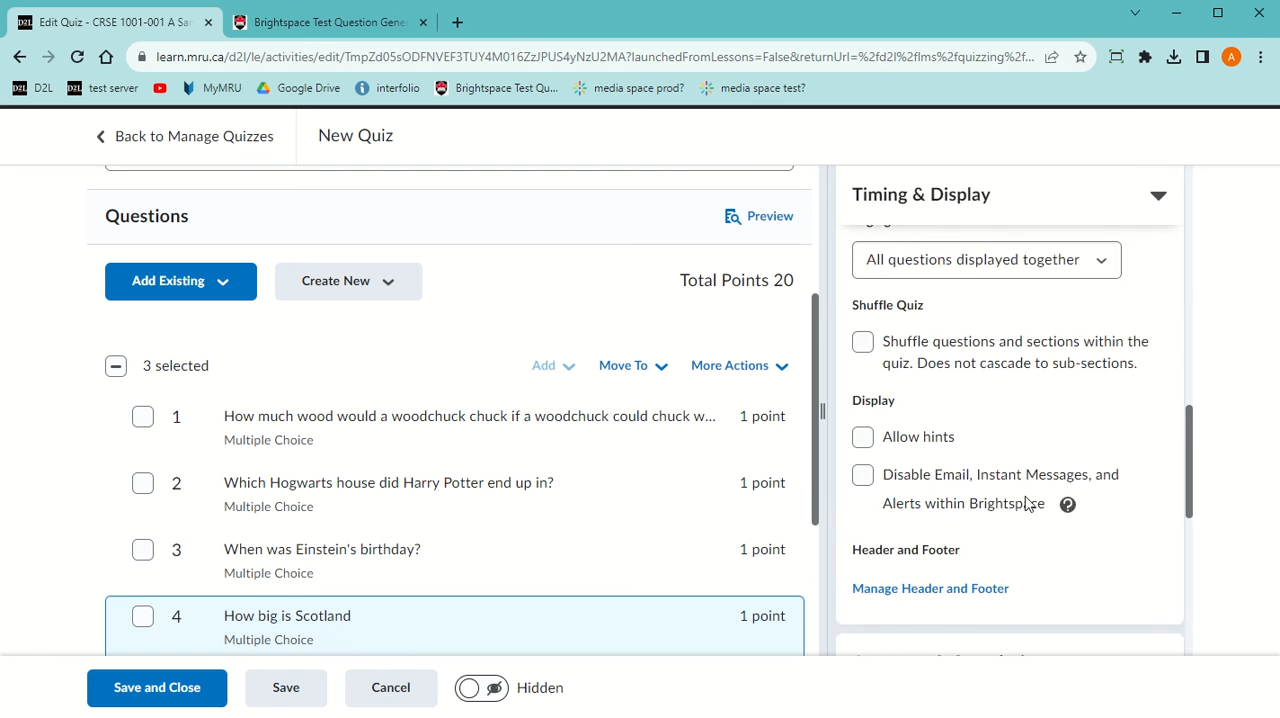 Edit Quiz - CRSE 1001-001 A Sar
Brightspace Test Question Gene
learn.mru.ca/d2l/le/activities/edit/TmpZd05sODFNVEF3TUY4M016ZzJPUS4yNzU2MA?launchedFromLessons=False&returnUrl=%2fd2l%2flms%2fquizzing%2f...
A
D2L D2L
D2L test server
MyMRU
Google Drive
interfolio
Brightspace Test Qu...
media space prod?
media space test?
Back to Manage Quizzes
New Quiz
Questions
Preview
Add Existing
Create New
Total Points 20
3 selected
Add
Move To
More Actions
1 How much wood would a woodchuck chuck if a woodchuck could chuck w... 1 point
Multiple Choice
2 Which Hogwarts house did Harry Potter end up in? 1 point
Multiple Choice
3 When was Einstein's birthday? 1 point
Multiple Choice
4 How big is Scotland 1 point
Multiple Choice
Timing & Display
All questions displayed together
Shuffle Quiz
Shuffle questions and sections within the
quiz. Does not cascade to sub-sections.
Display
Allow hints
Disable Email, Instant Messages, and
Alerts within Brightspace
Header and Footer
Manage Header and Footer
Save and Close
Save
Cancel
Hidden